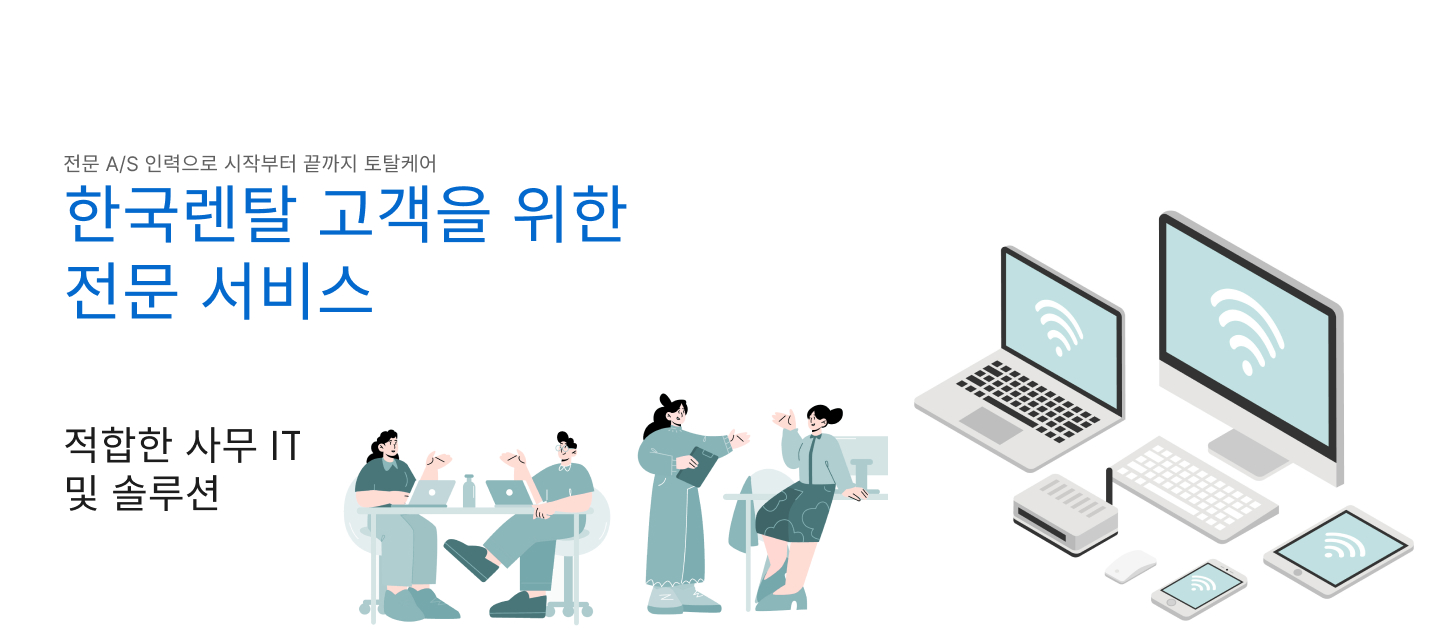 전문 A/S 인력으로 시작부터 끝까지 토탈케어
한국렌탈 고객을 위한
전문 서비스
적합한 사무 IT
및 솔루션